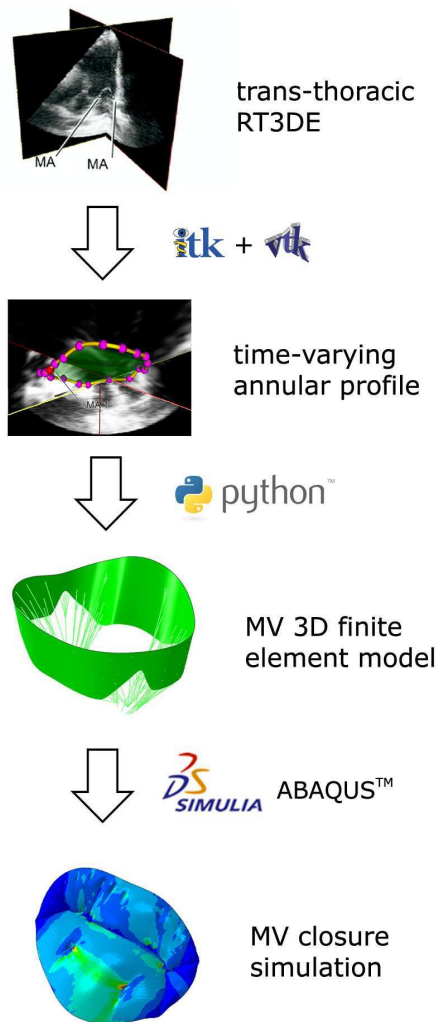 trans-thoracic
RT3DE
MA MA
itk + vtk
time-varying
annular profile
python™
MV 3D finite
element model
SIMULIA ABAQUS™
MV closure
simulation